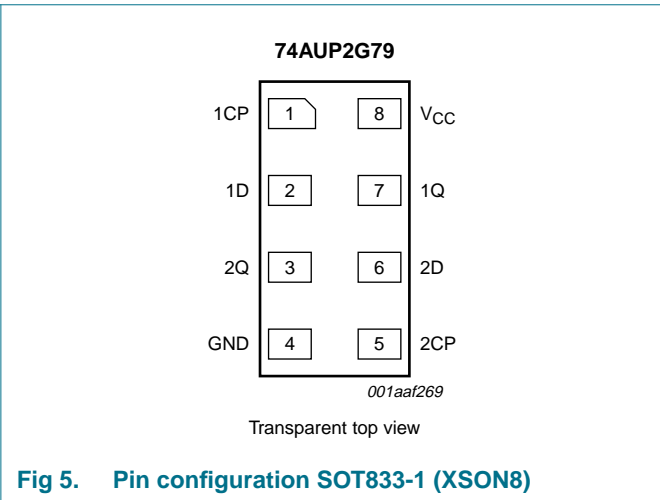 74AUP2G79
1CP 1 8 VCC
1D 2 7 1Q
2Q 3 6 2D
GND 4 5 2CP
001aaf269
Transparent top view
Fig 5. Pin configuration SOT833-1 (XSON8)